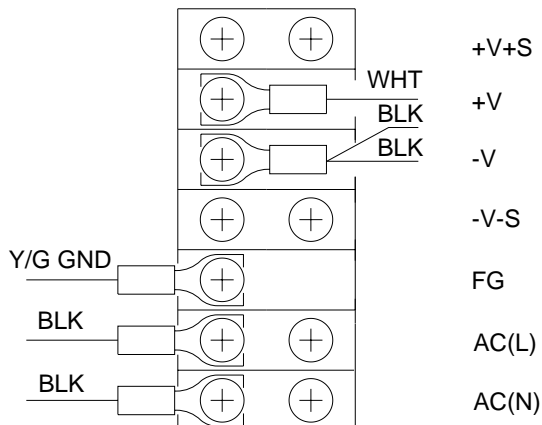 +V+S
WHT
+V
BLK
BLK
-V
-V-S
Y/G GND
FG
BLK
AC(L)
BLK
AC(N)